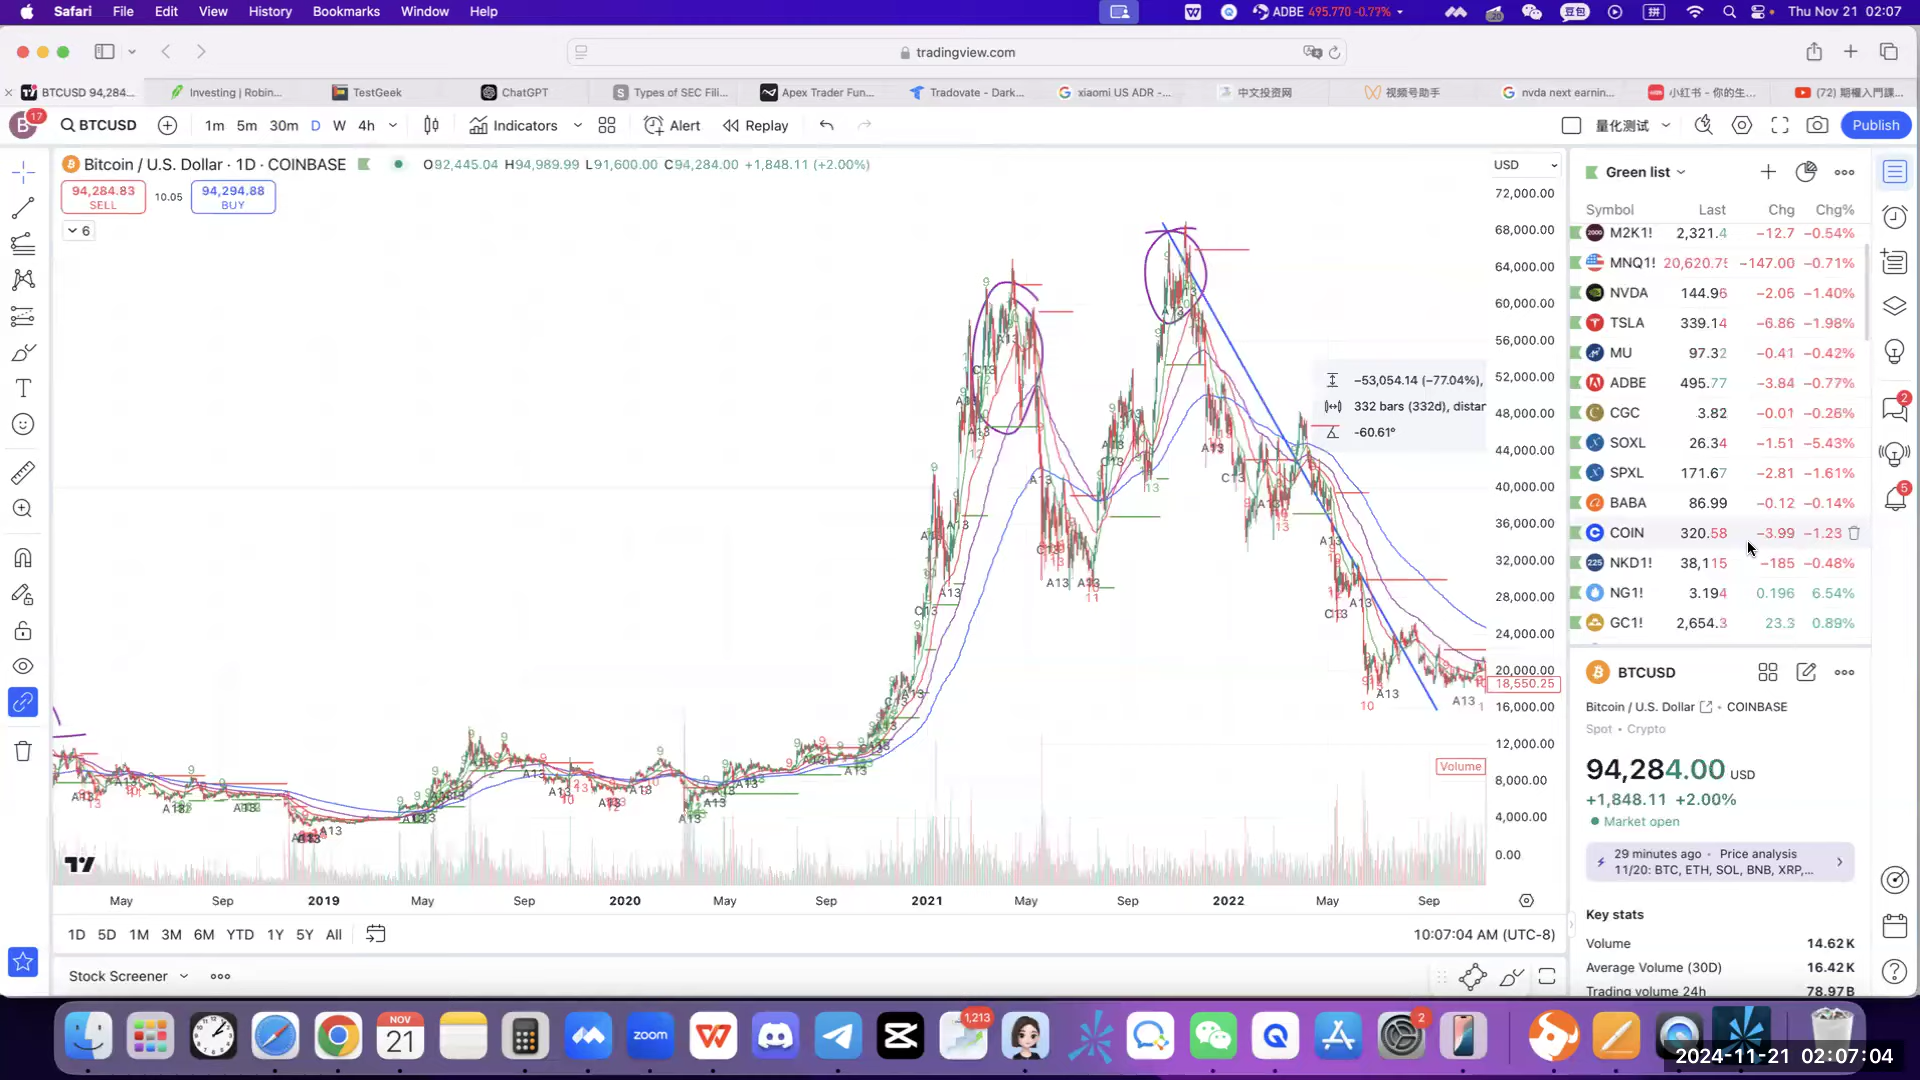 Safari File Edit View History Bookmarks Window Help ADBE 495.770 -0.77% 20 豆包 拼 Thu Nov 21 02:07
tradingview.com
BTCUSD 94,284... Investing | Robin... TestGeek ChatGPT Types of SEC Fili... Apex Trader Fun... Tradovate - Dark... xiaomi US ADR -... 中文投资网 视频号助手 nvda next earnin... 小红书 - 你的生... (72) 期權入門課...
B 17 BTCUSD 1m 5m 30m D W 4h Indicators Alert Replay 量化测试 Publish
Bitcoin / U.S. Dollar · 1D · COINBASE O92,445.04 H94,989.99 L91,600.00 C94,284.00 +1,848.11 (+2.00%)
94,284.83 SELL 10.05 94,294.88 BUY
6
USD
72,000.00
68,000.00
64,000.00
60,000.00
56,000.00
52,000.00
48,000.00
44,000.00
40,000.00
36,000.00
32,000.00
28,000.00
24,000.00
20,000.00
18,550.25
16,000.00
12,000.00
8,000.00
4,000.00
0.00
−53,054.14 (−77.04%),
332 bars (332d), distan
-60.61°
Volume
May Sep 2019 May Sep 2020 May Sep 2021 May Sep 2022 May Sep
1D 5D 1M 3M 6M YTD 1Y 5Y All 10:07:04 AM (UTC-8)
Stock Screener
Green list
Symbol Last Chg Chg%
M2K1! 2,321.4 −12.7 −0.54%
MNQ1! 20,620.75 −147.00 −0.71%
NVDA 144.96 −2.05 −1.40%
TSLA 339.14 −6.86 −1.98%
MU 97.32 −0.41 −0.42%
ADBE 495.77 −3.84 −0.77%
CGC 3.82 −0.01 −0.26%
SOXL 26.34 −1.51 −5.43%
SPXL 171.67 −2.81 −1.61%
BABA 86.99 −0.12 −0.14%
COIN 320.58 −3.99 −1.23
NKD1! 38,115 −185 −0.48%
NG1! 3.194 0.196 6.54%
GC1! 2,654.3 23.3 0.89%
BTCUSD
Bitcoin / U.S. Dollar · COINBASE
Spot · Crypto
94,284.00 USD
+1,848.11 +2.00%
Market open
29 minutes ago · Price analysis
11/20: BTC, ETH, SOL, BNB, XRP,...
Key stats
Volume 14.62K
Average Volume (30D) 16.42K
Trading volume 24h 78.97B
2
5
NOV 21 zoom 1,213 2
2024-11-21 02:07:04